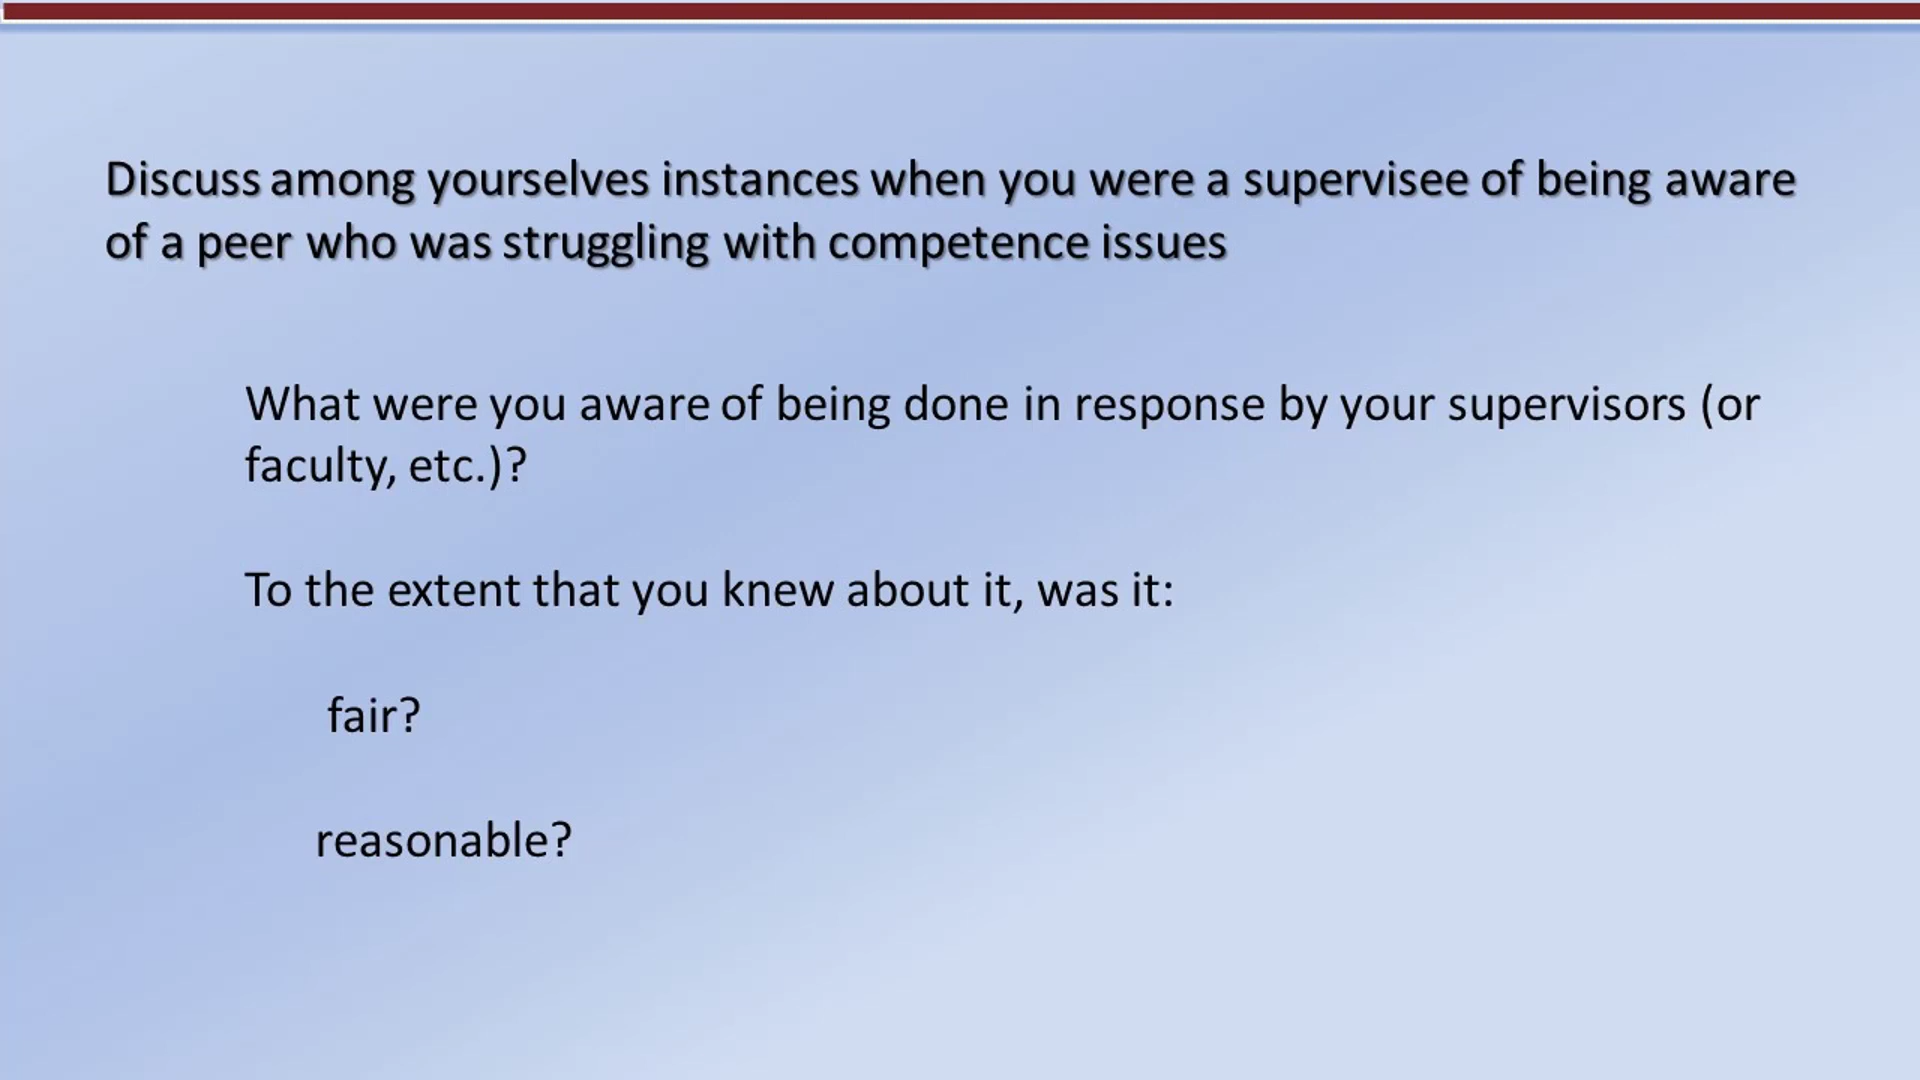 Discuss among yourselves instances when you were a supervisee of being aware
of a peer who was struggling with competence issues
What were you aware of being done in response by your supervisors (or
faculty, etc.)?
To the extent that you knew about it, was it:
fair?
reasonable?